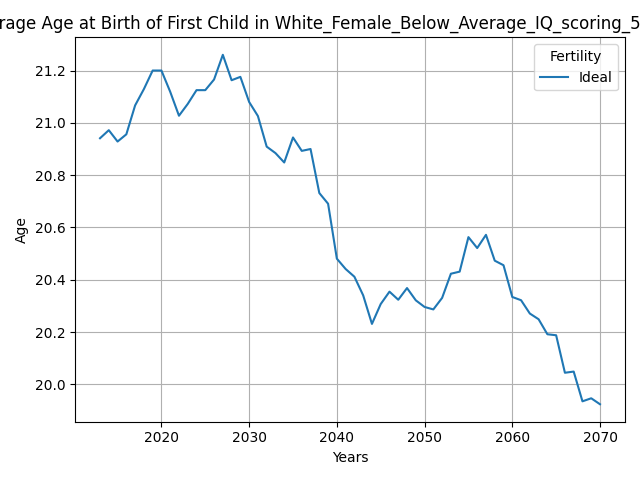 rage Age at Birth of First Child in White_Female_Below_Average_IQ_scoring_5
Fertility
Ideal
21.2
21.0
20.8
20.6
20.4
20.2
20.0
Age
2020 2030 2040 2050 2060 2070
Years